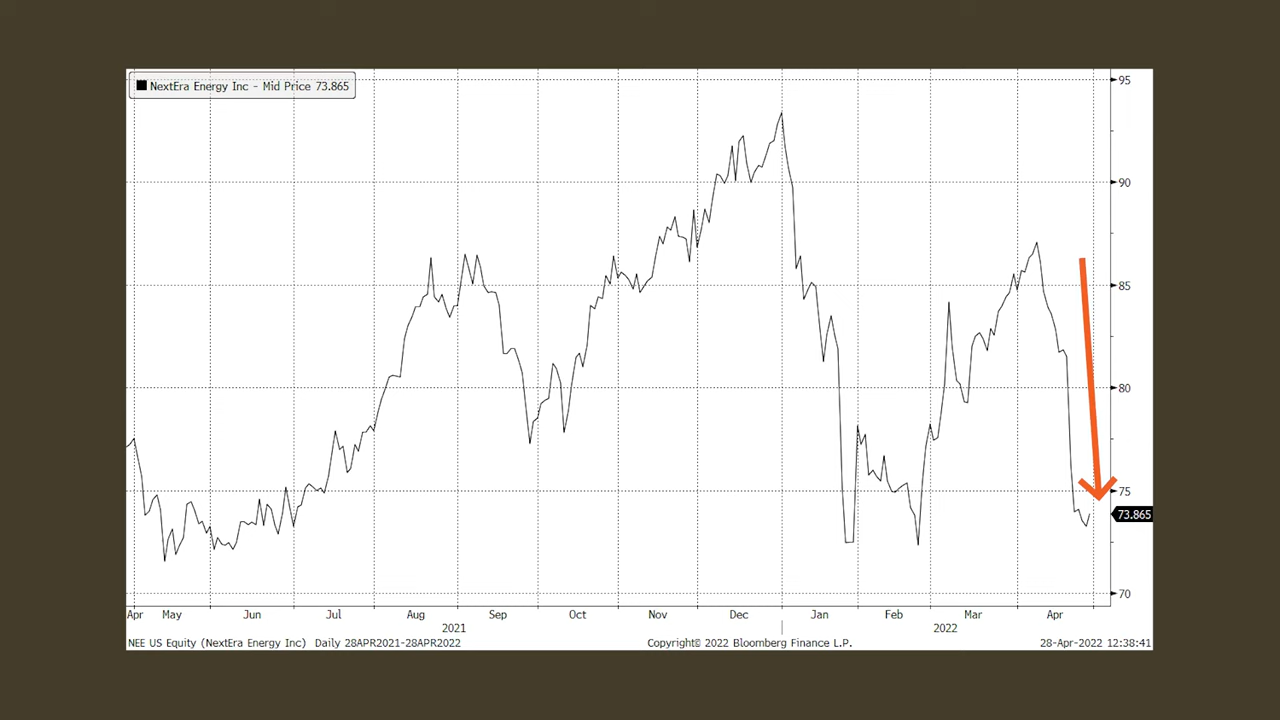 NextEra Energy Inc - Mid Price 73.865
95
90
85
80
75
73.865
70
Apr May Jun Jul Aug Sep Oct Nov Dec Jan Feb Mar Apr
2021 2022
NEE US Equity (NextEra Energy Inc) Daily 28APR2021-28APR2022 Copyright© 2022 Bloomberg Finance L.P. 28-Apr-2022 12:38:41